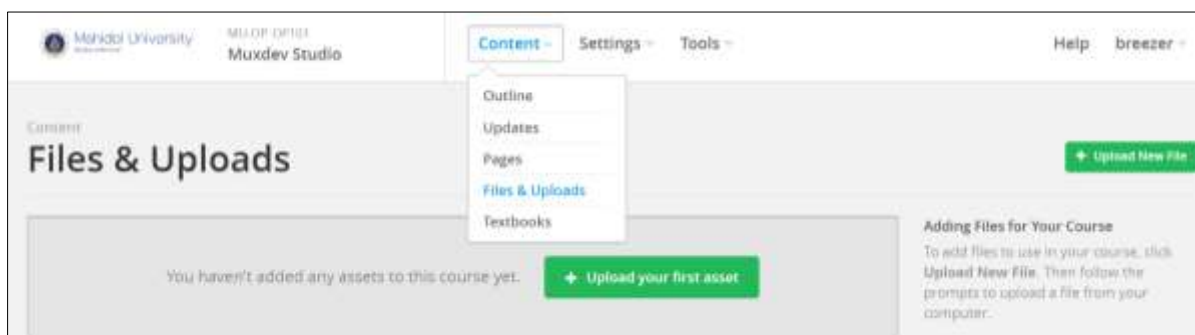 Mahidol University
Muxdev Studio
Content
Settings
Tools
Help
breezer
Outline
Updates
Pages
Files & Uploads
Textbooks
Content
Files & Uploads
+ Upload New File
You haven't added any assets to this course yet.
+ Upload your first asset
Adding Files for Your Course
To add files to use in your course, click
Upload New File. Then follow the
prompts to upload a file from your
computer.